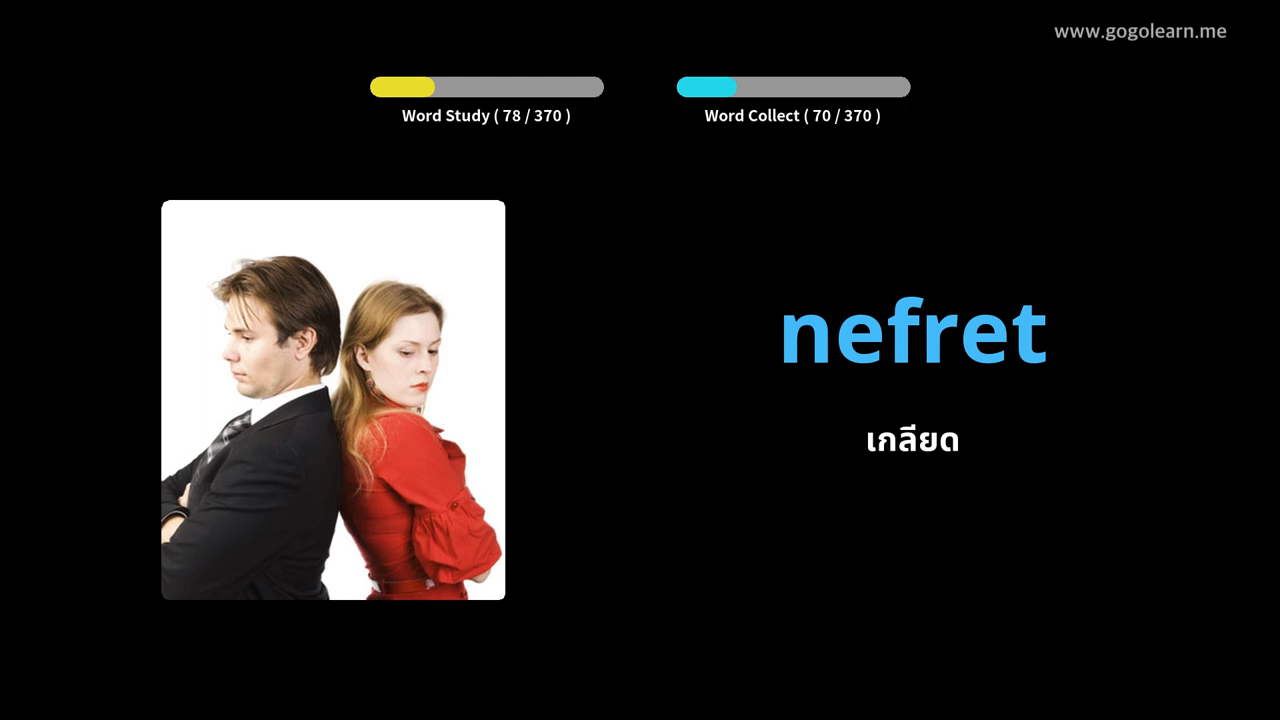 www.gogolearn.me
Word Study ( 78 / 370 )
Word Collect ( 70 / 370 )
nefret
เกลียด